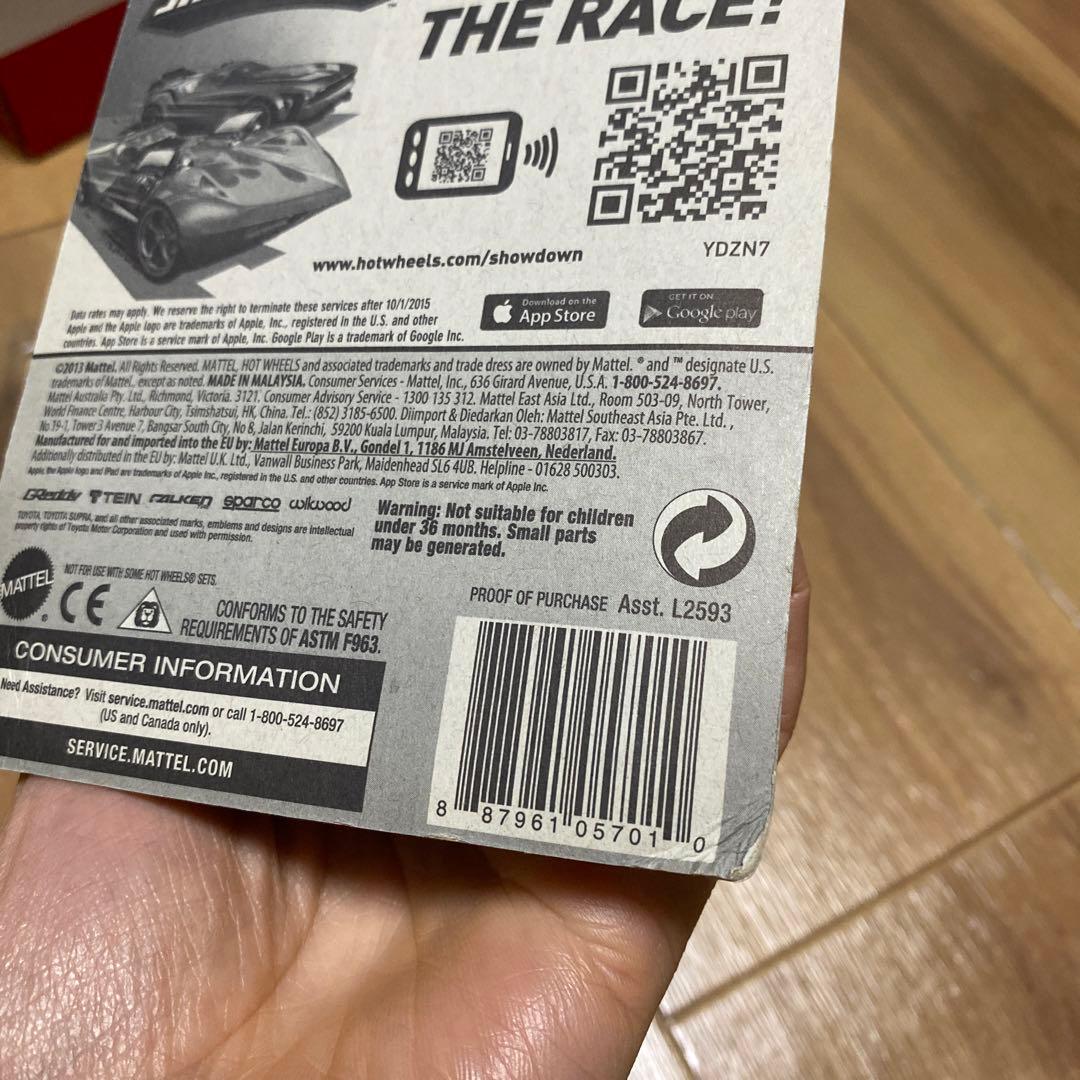 THE RACE!
www.hotwheels.com/showdown
YDZN7
Data rates may apply. We reserve the right to terminate these services after 10/1/2015
Apple and the Apple logo are trademarks of Apple, Inc., registered in the U.S. and other
countries. App Store is a service mark of Apple, Inc. Google Play is a trademark of Google Inc.
Download on the
App Store
GET IT ON
Google play
©2013 Mattel. All Rights Reserved. MATTEL, HOT WHEELS and associated trademarks and trade dress are owned by Mattel. ® and ™ designate U.S.
trademarks of Mattel, except as noted. MADE IN MALAYSIA. Consumer Services - Mattel, Inc., 636 Girard Avenue, U.S.A. 1-800-524-8697.
Mattel Australia Pty. Ltd., Richmond, Victoria. 3121. Consumer Advisory Service - 1300 135 312. Mattel East Asia Ltd., Room 503-09, North Tower,
World Finance Centre, Harbour City, Tsimshatsui, HK, China. Tel.: (852) 3185-6500. Diimport & Diedarkan Oleh: Mattel Southeast Asia Pte. Ltd. ,
No 19-1, Tower 3 Avenue 7, Bangsar South City, No 8, Jalan Kerinchi, 59200 Kuala Lumpur, Malaysia. Tel: 03-78803817, Fax: 03-78803867.
Manufactured for and imported into the EU by: Mattel Europa B.V., Gondel 1, 1186 MJ Amstelveen, Nederland.
Additionally distributed in the EU by: Mattel U.K. Ltd., Vanwall Business Park, Maidenhead SL6 4UB. Helpline - 01628 500303.
Apple, the Apple logo and iPad are trademarks of Apple Inc., registered in the U.S. and other countries. App Store is a service mark of Apple Inc.
GReddy TEIN FALKEN sparco wilwood
TOYOTA, TOYOTA SUPRA, and all other associated marks, emblems and designs are intellectual
property rights of Toyota Motor Corporation and used with permission.
Warning: Not suitable for children
under 36 months. Small parts
may be generated.
MATTEL
NOT FOR USE WITH SOME HOT WHEELS® SETS.
CE
CONFORMS TO THE SAFETY
REQUIREMENTS OF ASTM F963.
PROOF OF PURCHASE Asst. L2593
CONSUMER INFORMATION
Need Assistance? Visit service.mattel.com or call 1-800-524-8697
(US and Canada only).
SERVICE.MATTEL.COM
8 87961 05701 0